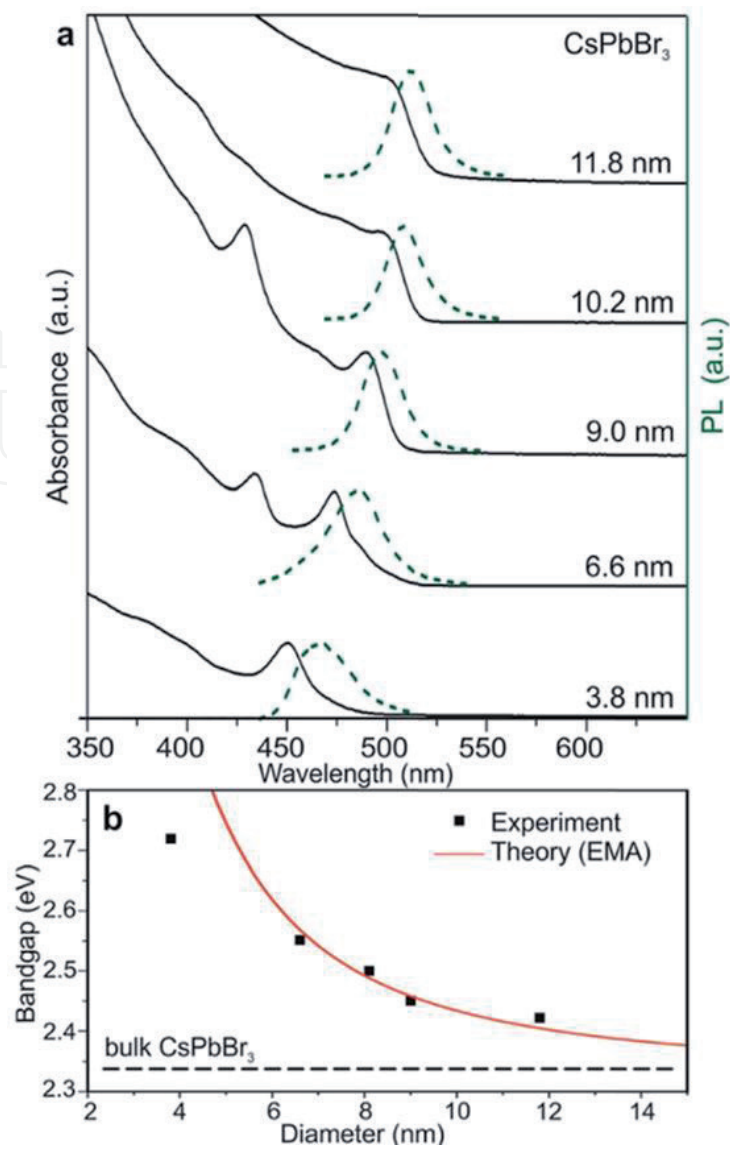 a
CsPbBr₃
11.8 nm
10.2 nm
9.0 nm
6.6 nm
3.8 nm
Absorbance (a.u.)
PL (a.u.)
350 400 450 500 550 600
Wavelength (nm)
b
Experiment
Theory (EMA)
2.8
2.7
2.6
2.5
2.4
2.3
Bandgap (eV)
bulk CsPbBr₃
2 4 6 8 10 12 14
Diameter (nm)